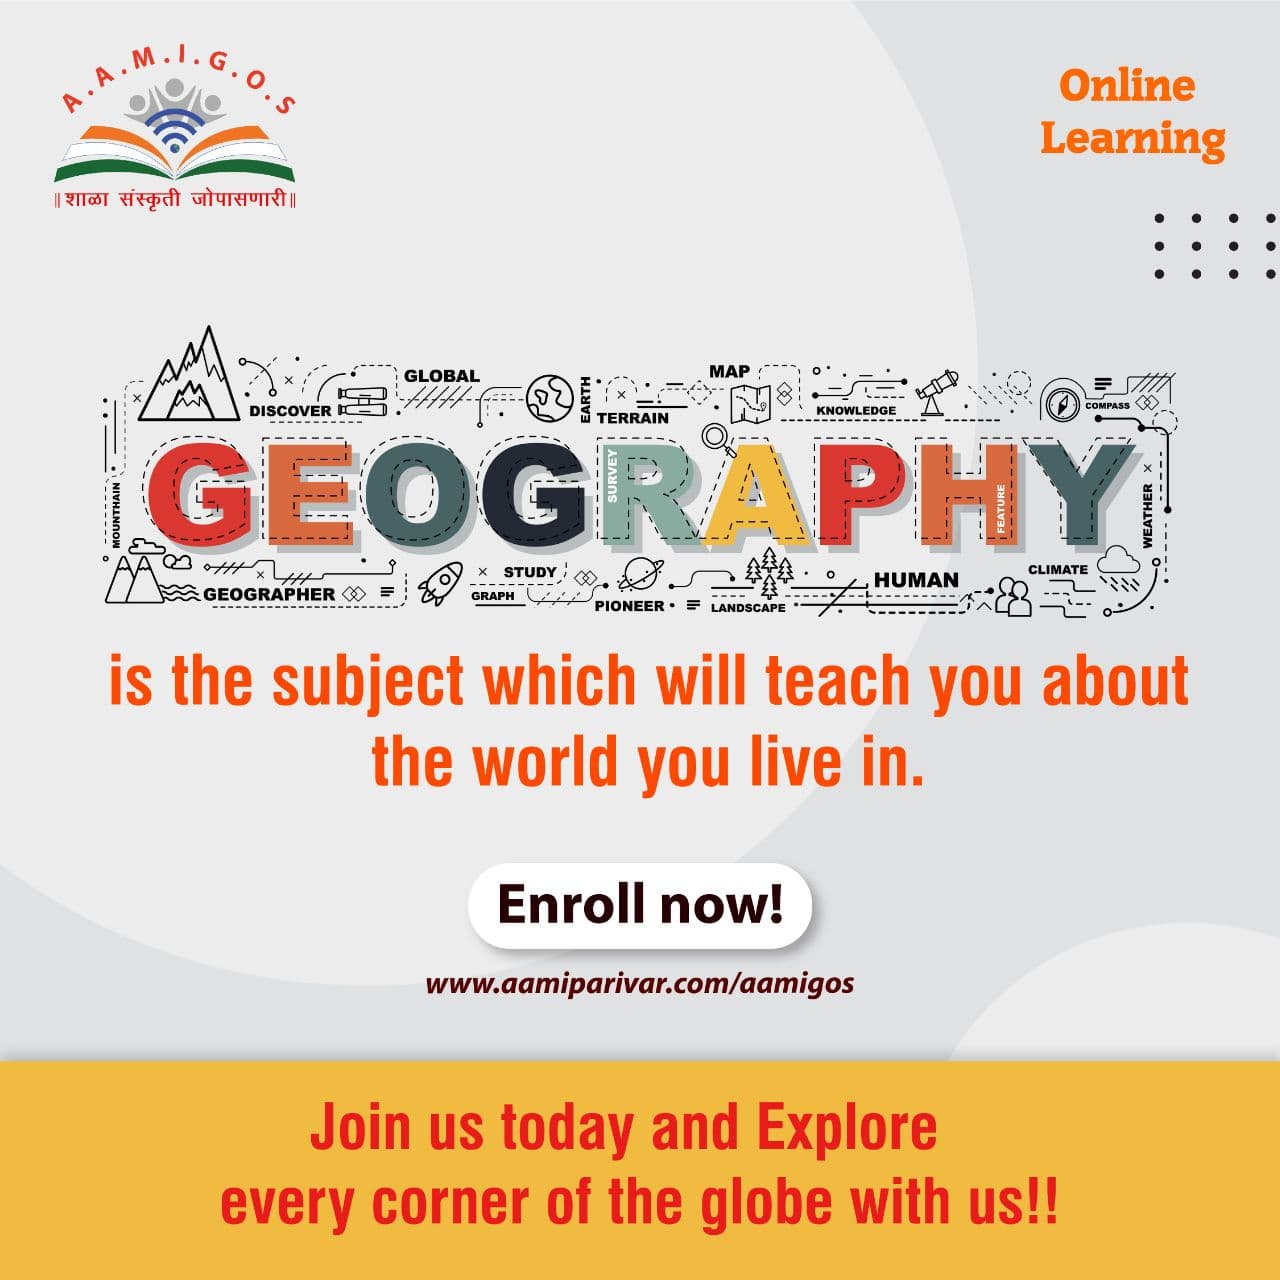 A.A.M.I.G.O.S
॥ शाळा संस्कृती जोपासणारी॥
Online
Learning
GLOBAL
MAP
DISCOVER
EARTH
TERRAIN
KNOWLEDGE
COMPASS
GEOGRAPHY
SURVEY
FEATURE
MOUNTHAIN
WEATHER
STUDY
CLIMATE
GEOGRAPHER
GRAPH
PIONEER
LANDSCAPE
HUMAN
is the subject which will teach you about
the world you live in.
Enroll now!
www.aamiparivar.com/aamigos
Join us today and Explore
every corner of the globe with us!!